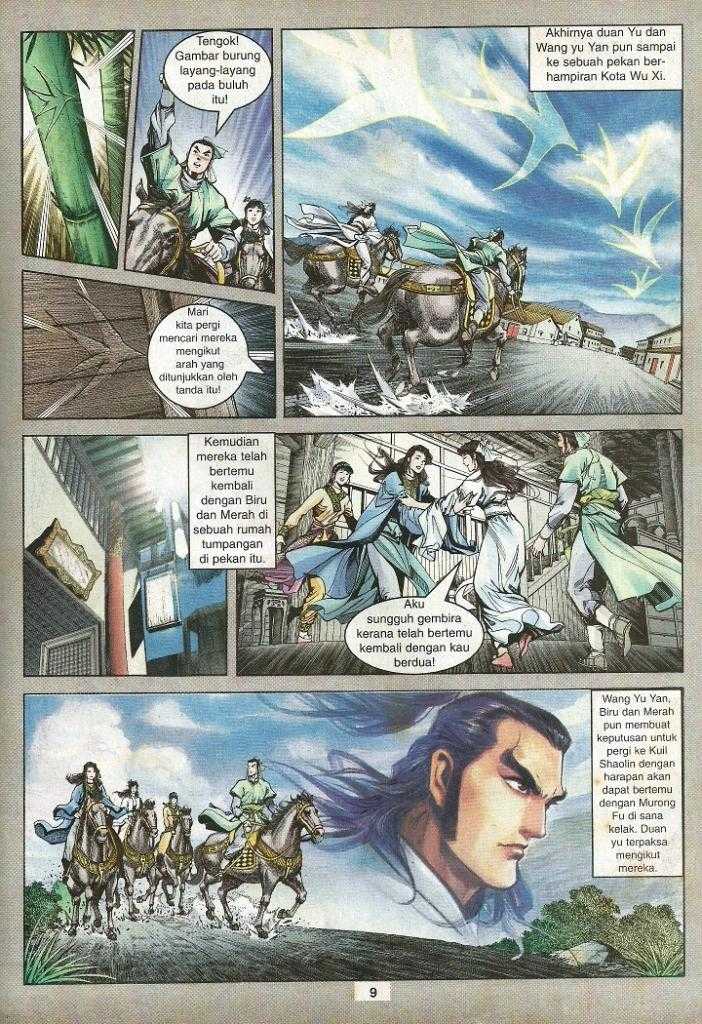 Tengok!
Gambar burung
layang-layang
pada buluh
itu!
Akhirnya duan Yu dan
Wang yu Yan pun sampai
ke sebuah pekan ber-
hampiran Kota Wu Xi.
Mari
kita pergi
mencari mereka
mengikut
arah yang
ditunjukkan oleh
tanda itu!
Kemudian
mereka telah
bertemu
kembali
dengan Biru
dan Merah di
sebuah rumah
tumpangan
di pekan itu.
Aku
sungguh gembira
kerana telah bertemu
kembali dengan kau
berdua!
Wang Yu Yan,
Biru dan Merah
pun membuat
keputusan untuk
pergi ke Kuil
Shaolin dengan
harapan akan
dapat bertemu
dengan Murong
Fu di sana
kelak. Duan
yu terpaksa
mengikut
mereka.
9